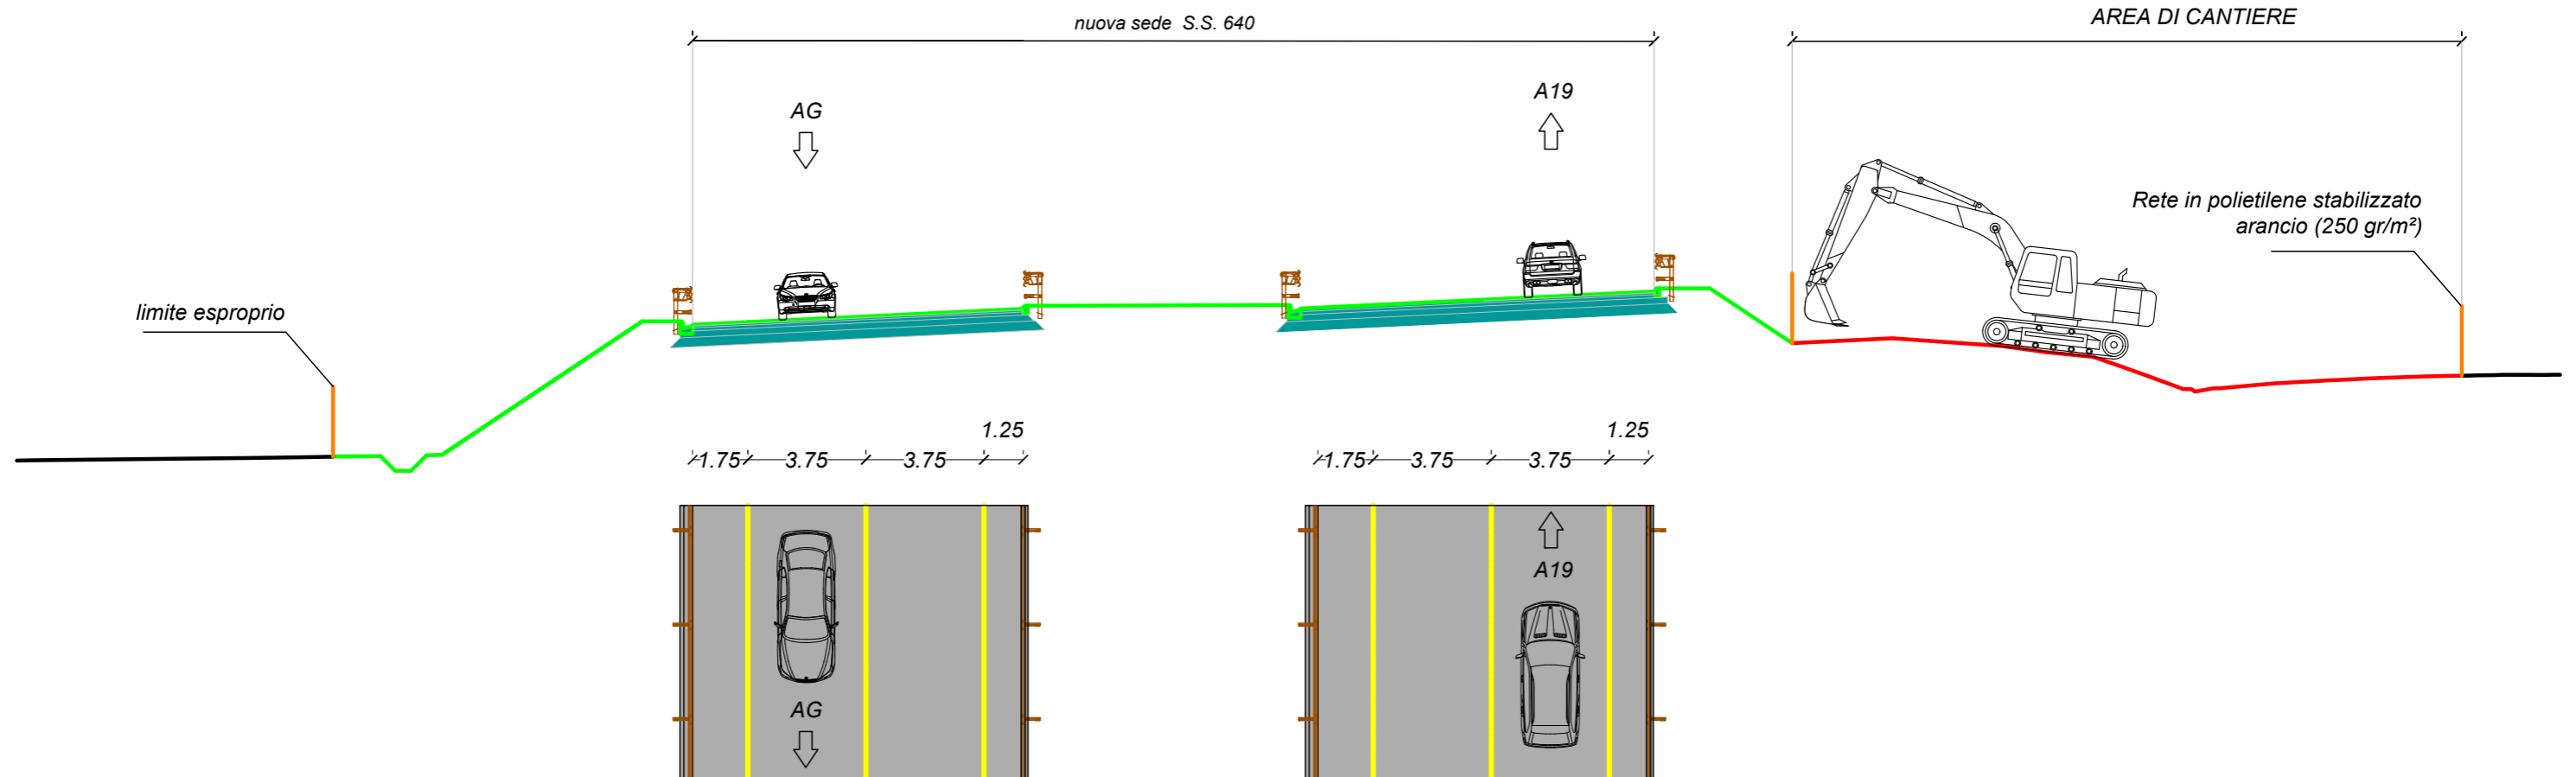 nuova sede S.S. 640
AREA DI CANTIERE
AG
A19
Rete in polietilene stabilizzato
arancio (250 gr/m²)
limite esproprio
1.25
1.75 3.75 3.75
1.25
1.75 3.75 3.75
A19
AG